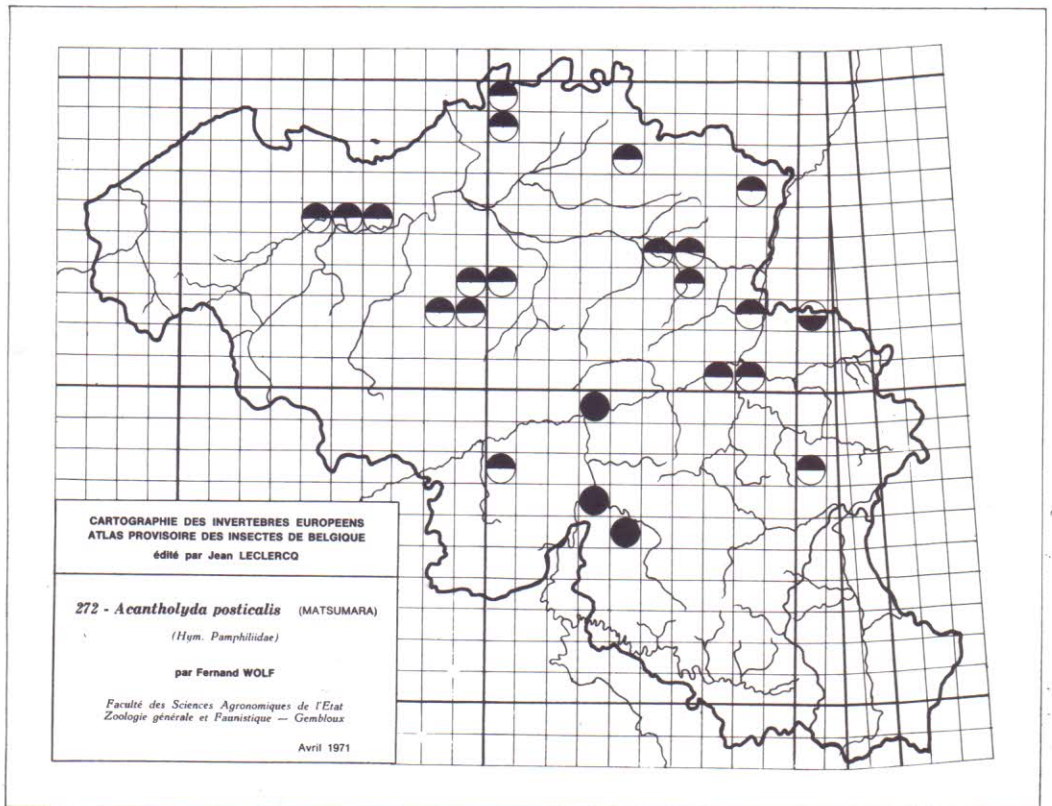 CARTOGRAPHIE DES INVERTEBRES EUROPEENS
ATLAS PROVISOIRE DES INSECTES DE BELGIQUE
édité par Jean LECLERCQ
272 - Acantholyda posticalis (MATSUMARA)
(Hym. Pamphiliidae)
par Fernand WOLF
Faculté des Sciences Agronomiques de l'Etat
Zoologie générale et Faunistique — Gembloux
Avril 1971